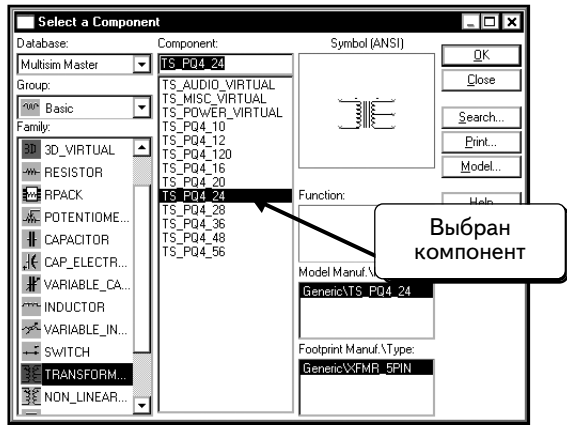 Select a Component
Database:
Multisim Master
Group:
Basic
Family:
3D 3D_VIRTUAL
RESISTOR
RPACK
POTENTIOME...
CAPACITOR
CAP_ELECTR...
VARIABLE_CA...
INDUCTOR
VARIABLE_IN...
SWITCH
TRANSFORM...
NON_LINEAR...
Component:
TS_PQ4_24
TS_AUDIO_VIRTUAL
TS_MISC_VIRTUAL
TS_POWER_VIRTUAL
TS_PQ4_10
TS_PQ4_12
TS_PQ4_120
TS_PQ4_16
TS_PQ4_20
TS_PQ4_24
TS_PQ4_28
TS_PQ4_36
TS_PQ4_48
TS_PQ4_56
Symbol (ANSI)
Function:
Model Manuf.\
Generic\TS_PQ4_24
Footprint Manuf.\Type:
Generic\XFMR_5PIN
OK
Close
Search...
Print...
Model...
Help
Выбран
компонент